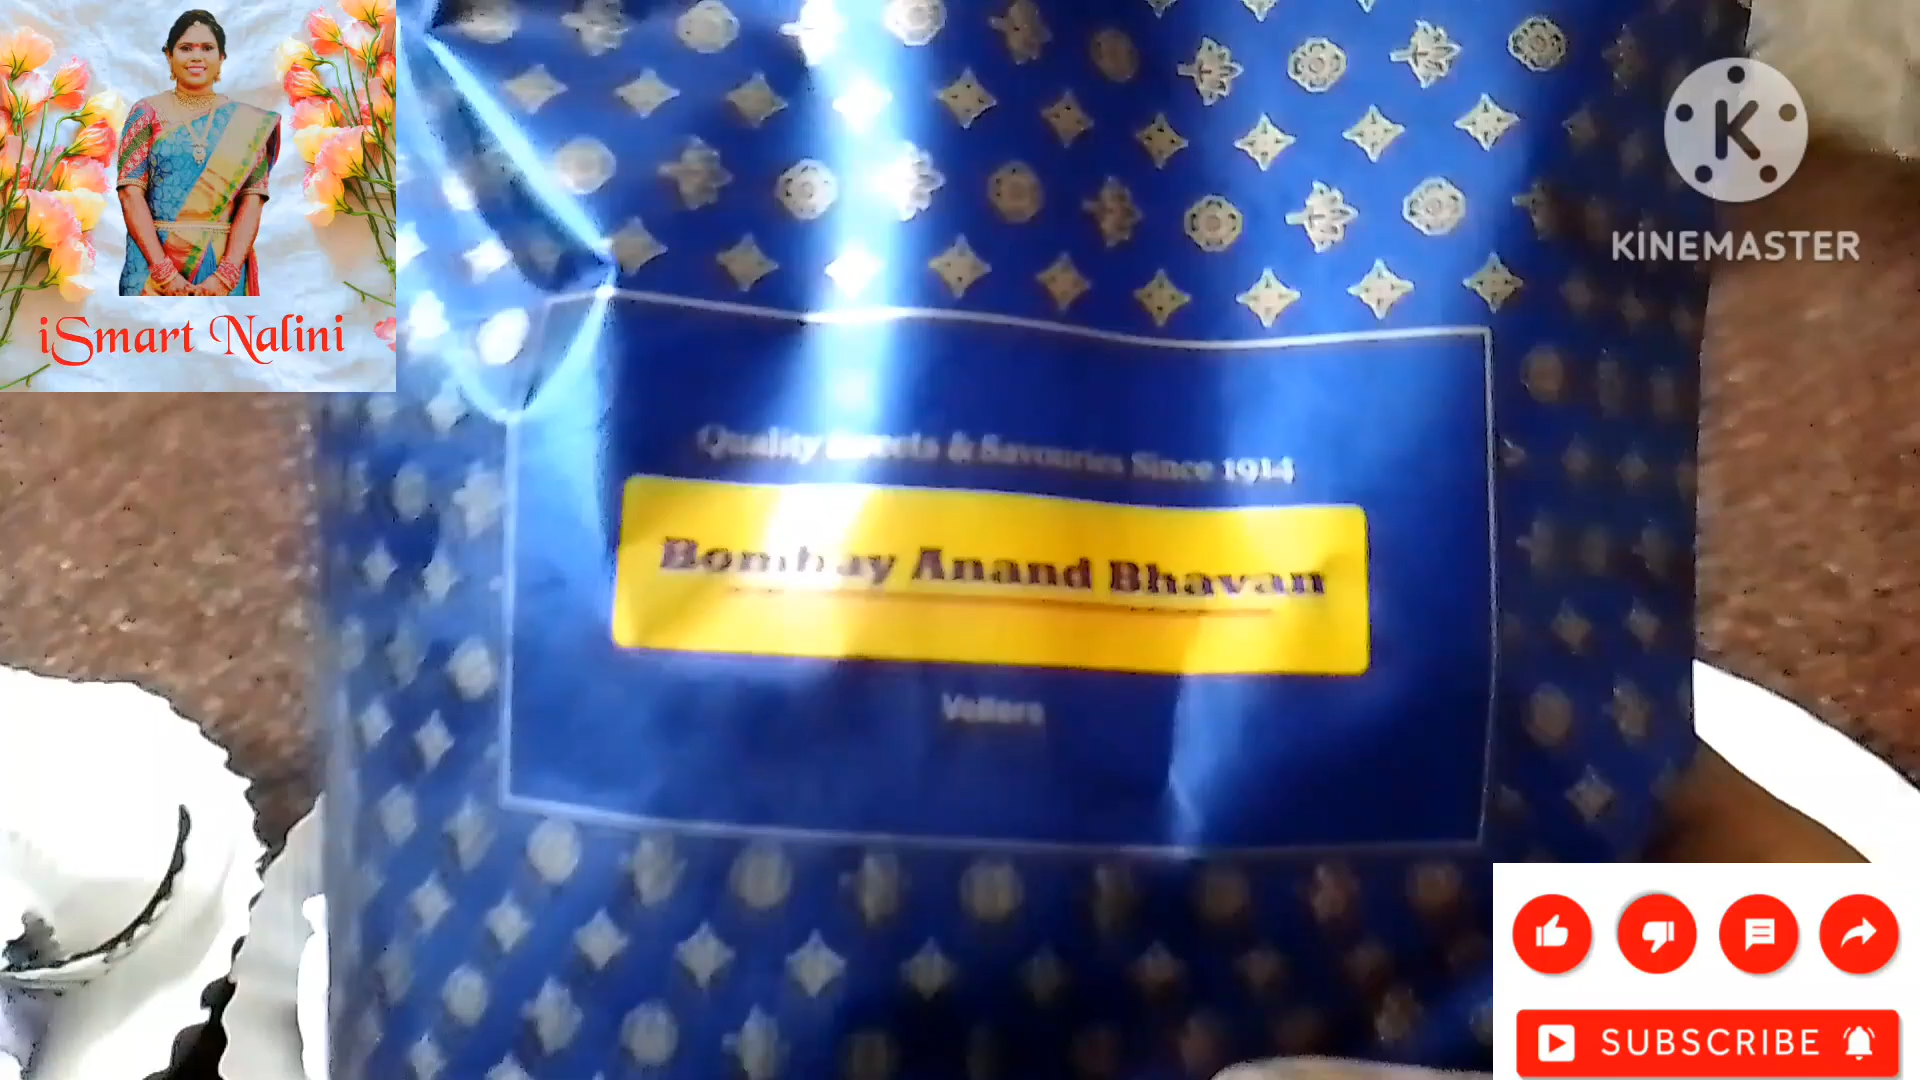 iSmart Nalini
K
KINEMASTER
Quality Sweets & Savouries Since 1914
Bombay Anand Bhavan
Vellore
SUBSCRIBE